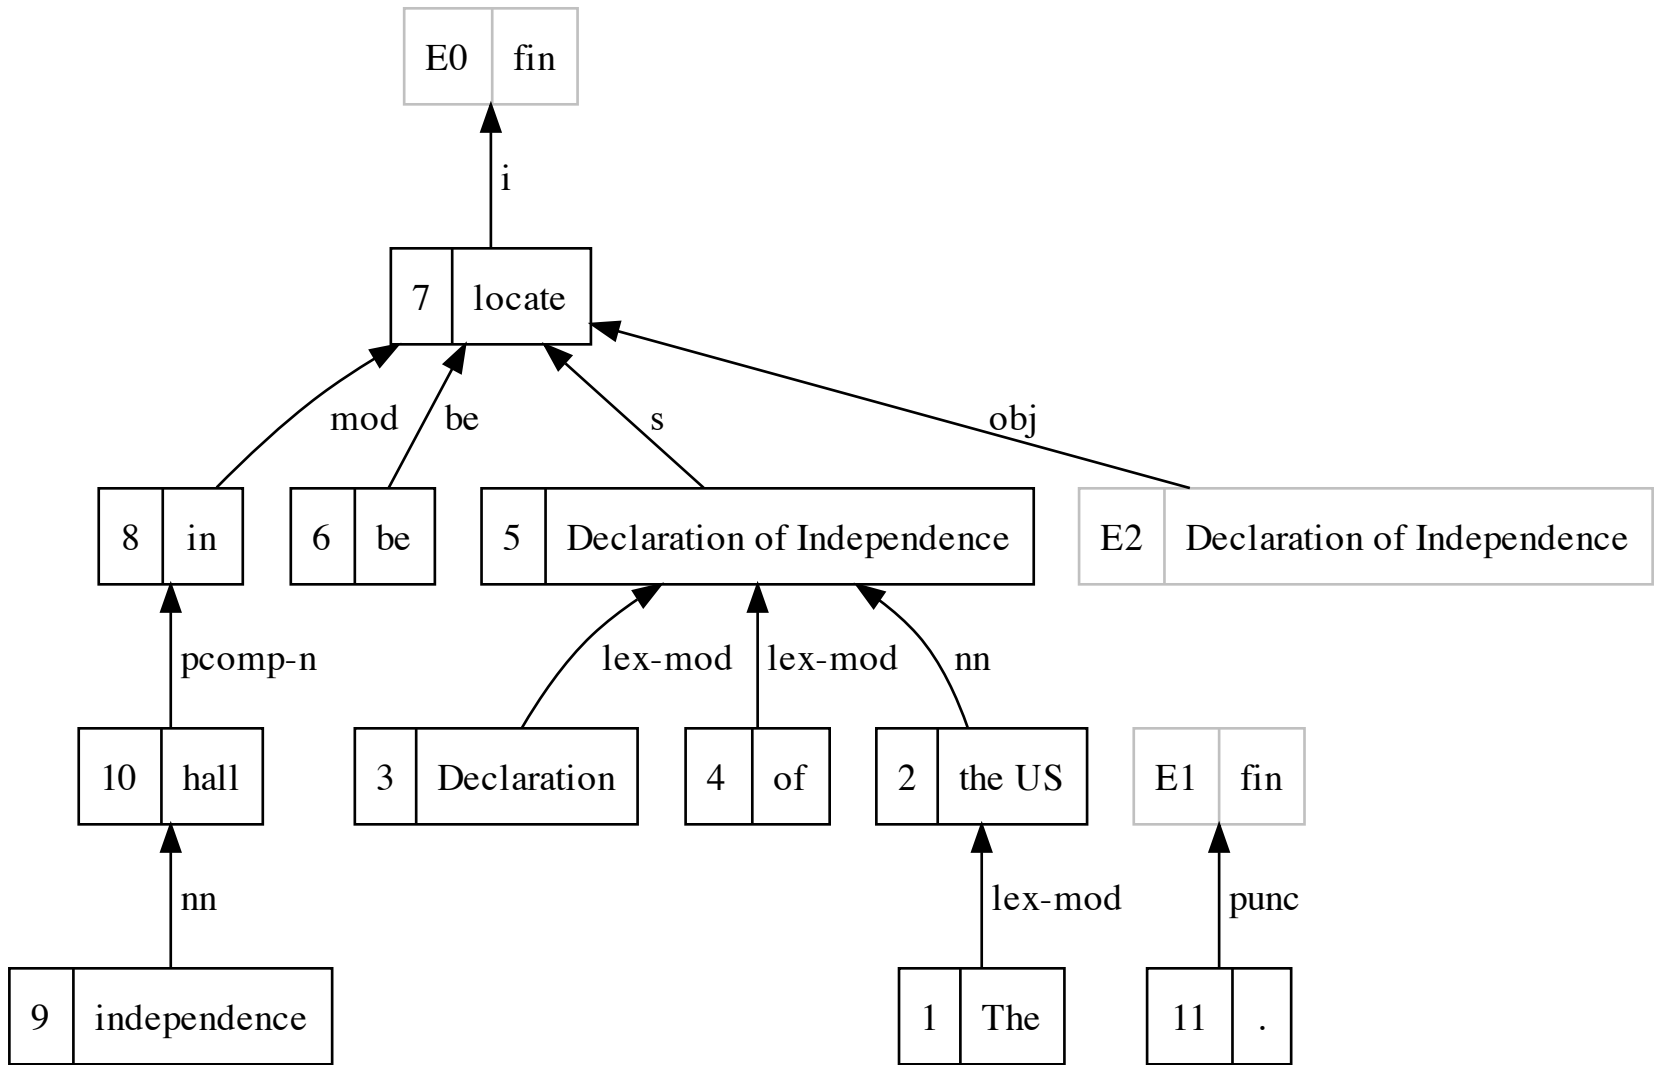 E0 fin
i
7 locate
mod be s obj
8 in 6 be 5 Declaration of Independence E2 Declaration of Independence
pcomp-n lex-mod lex-mod nn
10 hall 3 Declaration 4 of 2 the US E1 fin
nn lex-mod punc
9 independence 1 The 11 .